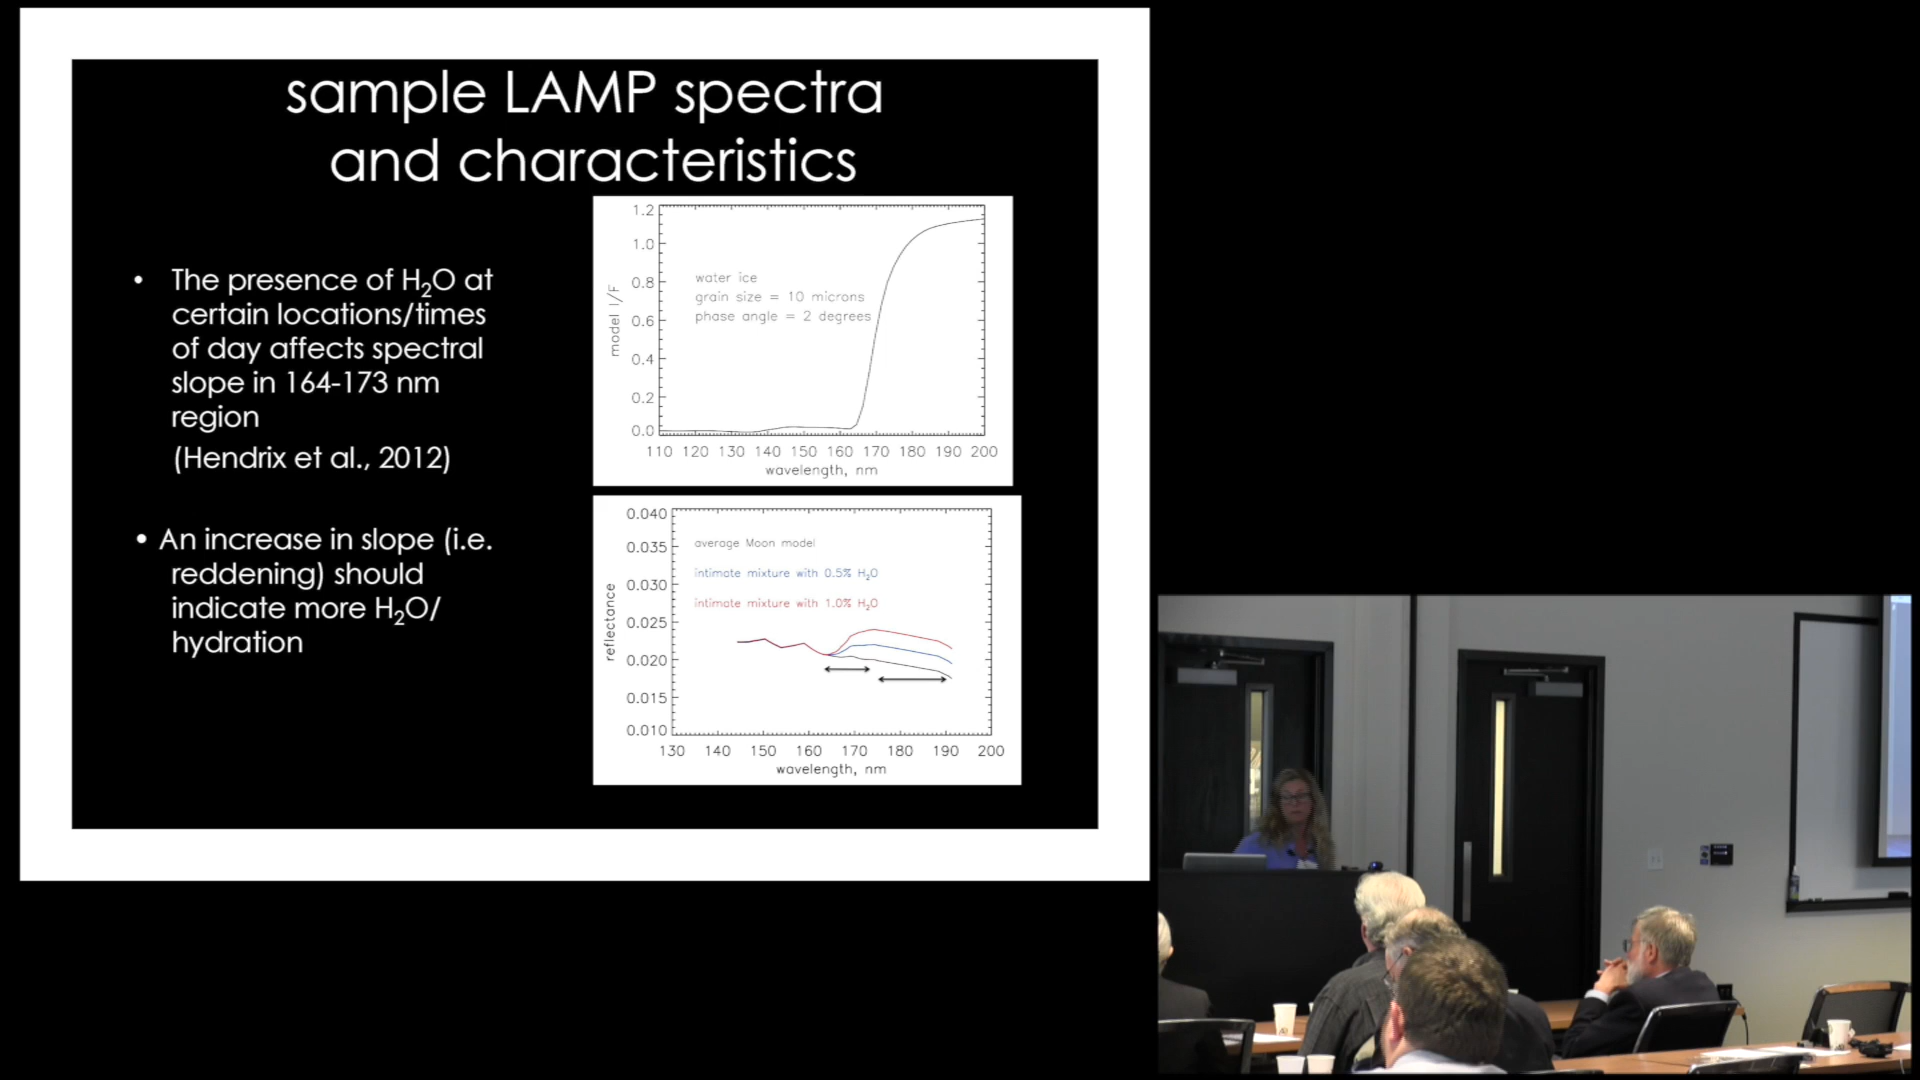 sample LAMP spectra
and characteristics
• The presence of H₂O at
certain locations/times
of day affects spectral
slope in 164-173 nm
region
(Hendrix et al., 2012)
• An increase in slope (i.e.
reddening) should
indicate more H₂O/
hydration
1.2
1.0
0.8
0.6
0.4
0.2
0.0
model I/F
water ice
grain size = 10 microns
phase angle = 2 degrees
110 120 130 140 150 160 170 180 190 200
wavelength, nm
0.040
0.035
0.030
0.025
0.020
0.015
0.010
reflectance
average Moon model
intimate mixture with 0.5% H₂O
intimate mixture with 1.0% H₂O
130 140 150 160 170 180 190 200
wavelength, nm